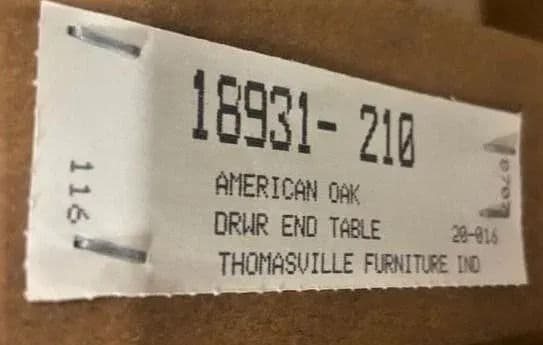 18931- 210
AMERICAN OAK
DRWR END TABLE 20-016
THOMASVILLE FURNITURE IND
116